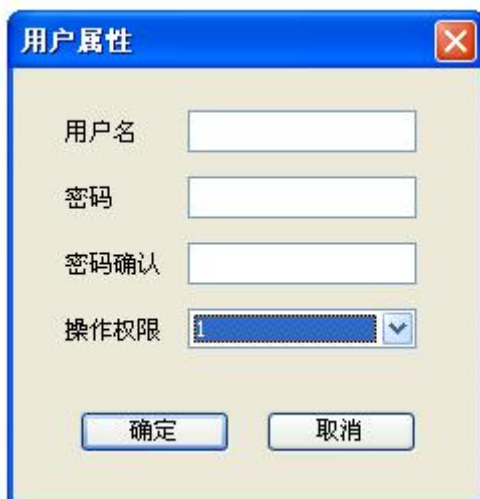 用户属性
用户名
密码
密码确认
操作权限 1
确定 取消